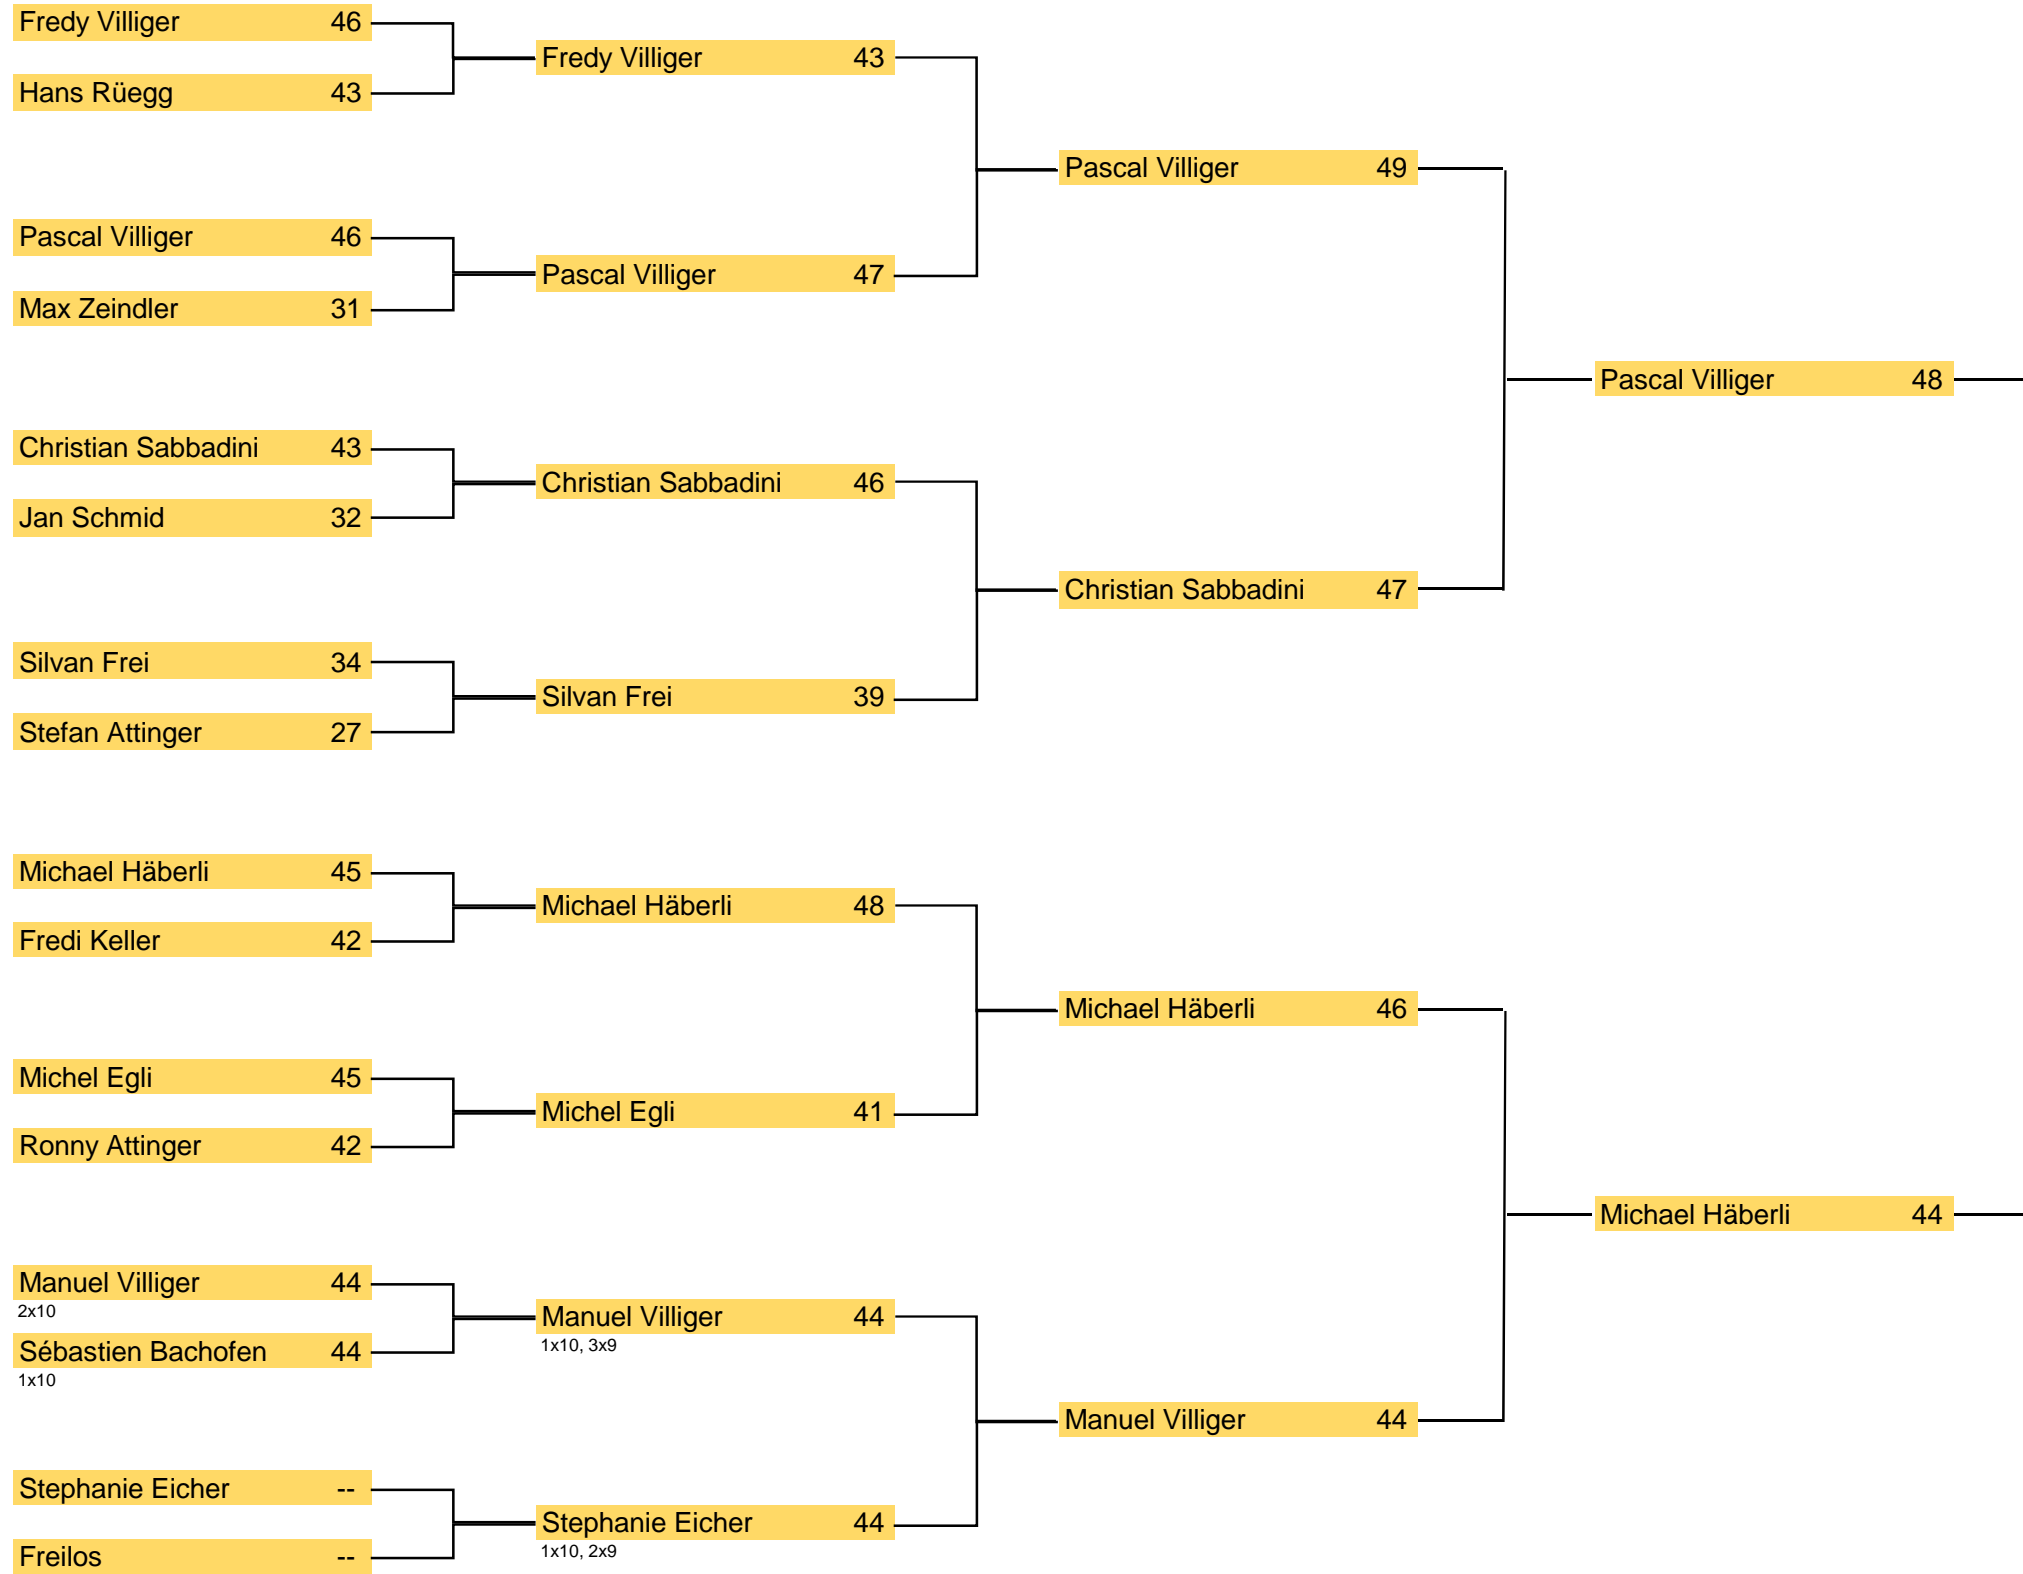 Fredy Villiger 46
Hans Rüegg 43
Pascal Villiger 46
Max Zeindler 31
Christian Sabbadini 43
Jan Schmid 32
Silvan Frei 34
Stefan Attinger 27
Michael Häberli 45
Fredi Keller 42
Michel Egli 45
Ronny Attinger 42
Manuel Villiger 44
2x10
Sébastien Bachofen 44
1x10
Stephanie Eicher --
Freilos --
Fredy Villiger 43
Pascal Villiger 47
Christian Sabbadini 46
Silvan Frei 39
Michael Häberli 48
Michel Egli 41
Manuel Villiger 44
1x10, 3x9
Stephanie Eicher 44
1x10, 2x9
Pascal Villiger 49
Christian Sabbadini 47
Michael Häberli 46
Manuel Villiger 44
Pascal Villiger 48
Michael Häberli 44